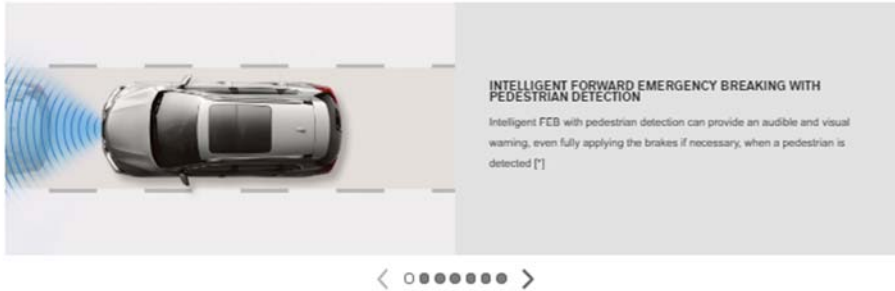 INTELLIGENT FORWARD EMERGENCY BREAKING WITH
PEDESTRIAN DETECTION
Intelligent FEB with pedestrian detection can provide an audible and visual
warning, even fully applying the brakes if necessary, when a pedestrian is
detected [*]